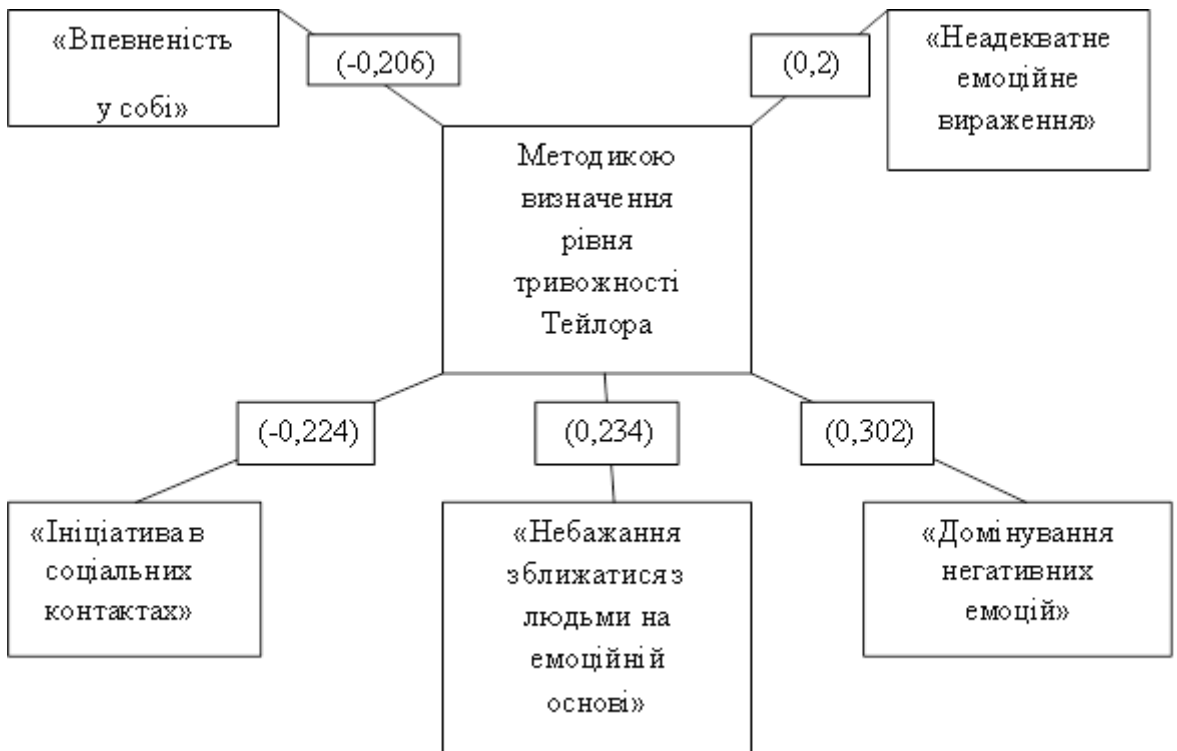 «Впевненість
у собі»
(-0,206)
(0,2)
«Неадекватне
емоційне
вираження»
Методикою
визначення
рівня
тривожності
Тейлора
(-0,224)
(0,234)
(0,302)
«Ініціатива в
соціальних
контактах»
«Небажання
зближатися з
людьми на
емоційній
основі»
«Домінування
негативних
емоцій»